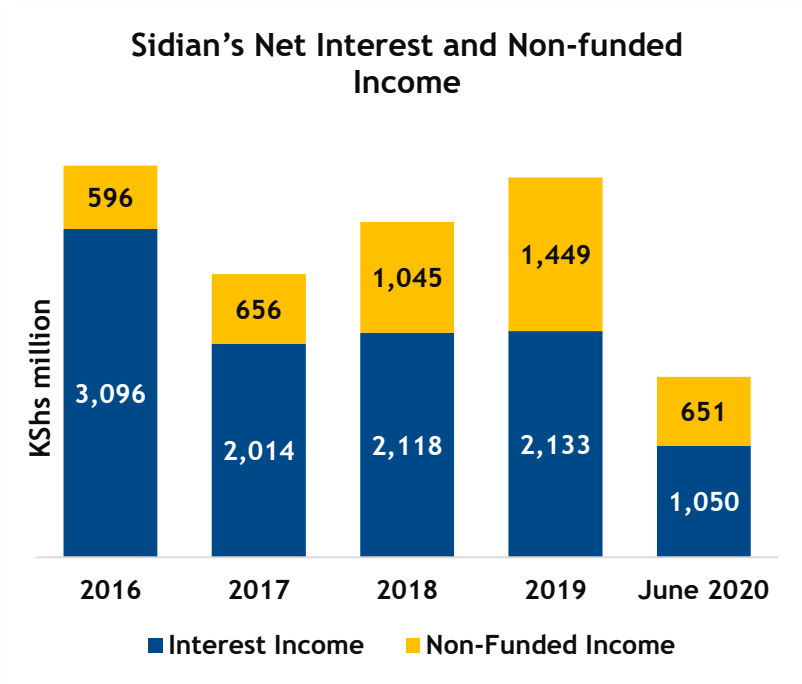 Sidian’s Net Interest and Non-funded
Income
KShs million
596
656
1,045
1,449
651
3,096
2,014
2,118
2,133
1,050
2016
2017
2018
2019
June 2020
Interest Income
Non-Funded Income